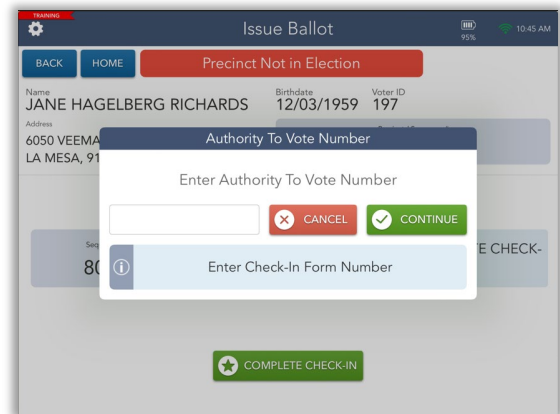 TRAINING
Issue Ballot
95%
10:45 AM
BACK
HOME
Precinct Not in Election
Name
JANE HAGELBERG RICHARDS
Birthdate
12/03/1959
Voter ID
197
Address
6050 VEEMA
LA MESA, 91
Authority To Vote Number
Enter Authority To Vote Number
CANCEL
CONTINUE
Enter Check-In Form Number
Seq
80
E CHECK-
COMPLETE CHECK-IN